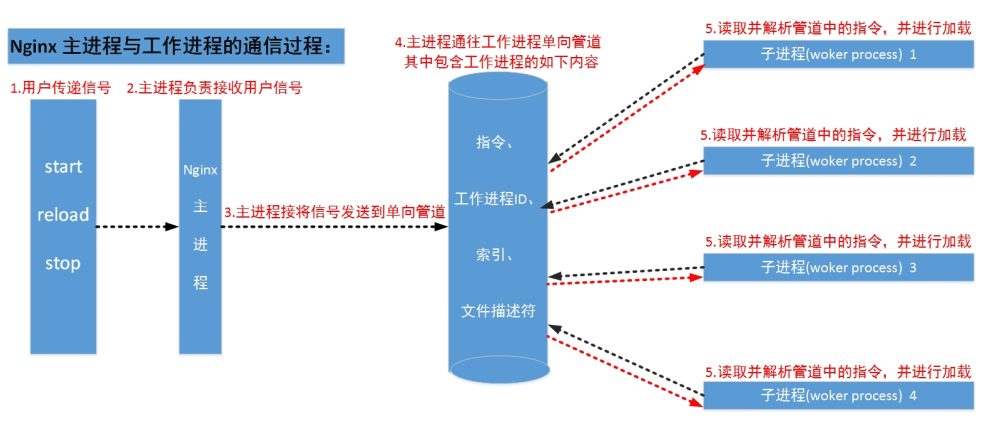 Nginx 主进程与工作进程的通信过程：
1.用户传递信号
start
reload
stop
2.主进程负责接收用户信号
Nginx
主
进
程
3.主进程接将信号发送到单向管道
4.主进程通往工作进程单向管道
其中包含工作进程的如下内容
指令、
工作进程ID、
索引、
文件描述符
5.读取并解析管道中的指令，并进行加载
子进程(woker process) 1
5.读取并解析管道中的指令，并进行加载
子进程(woker process) 2
5.读取并解析管道中的指令，并进行加载
子进程(woker process) 3
5.读取并解析管道中的指令，并进行加载
子进程(woker process) 4